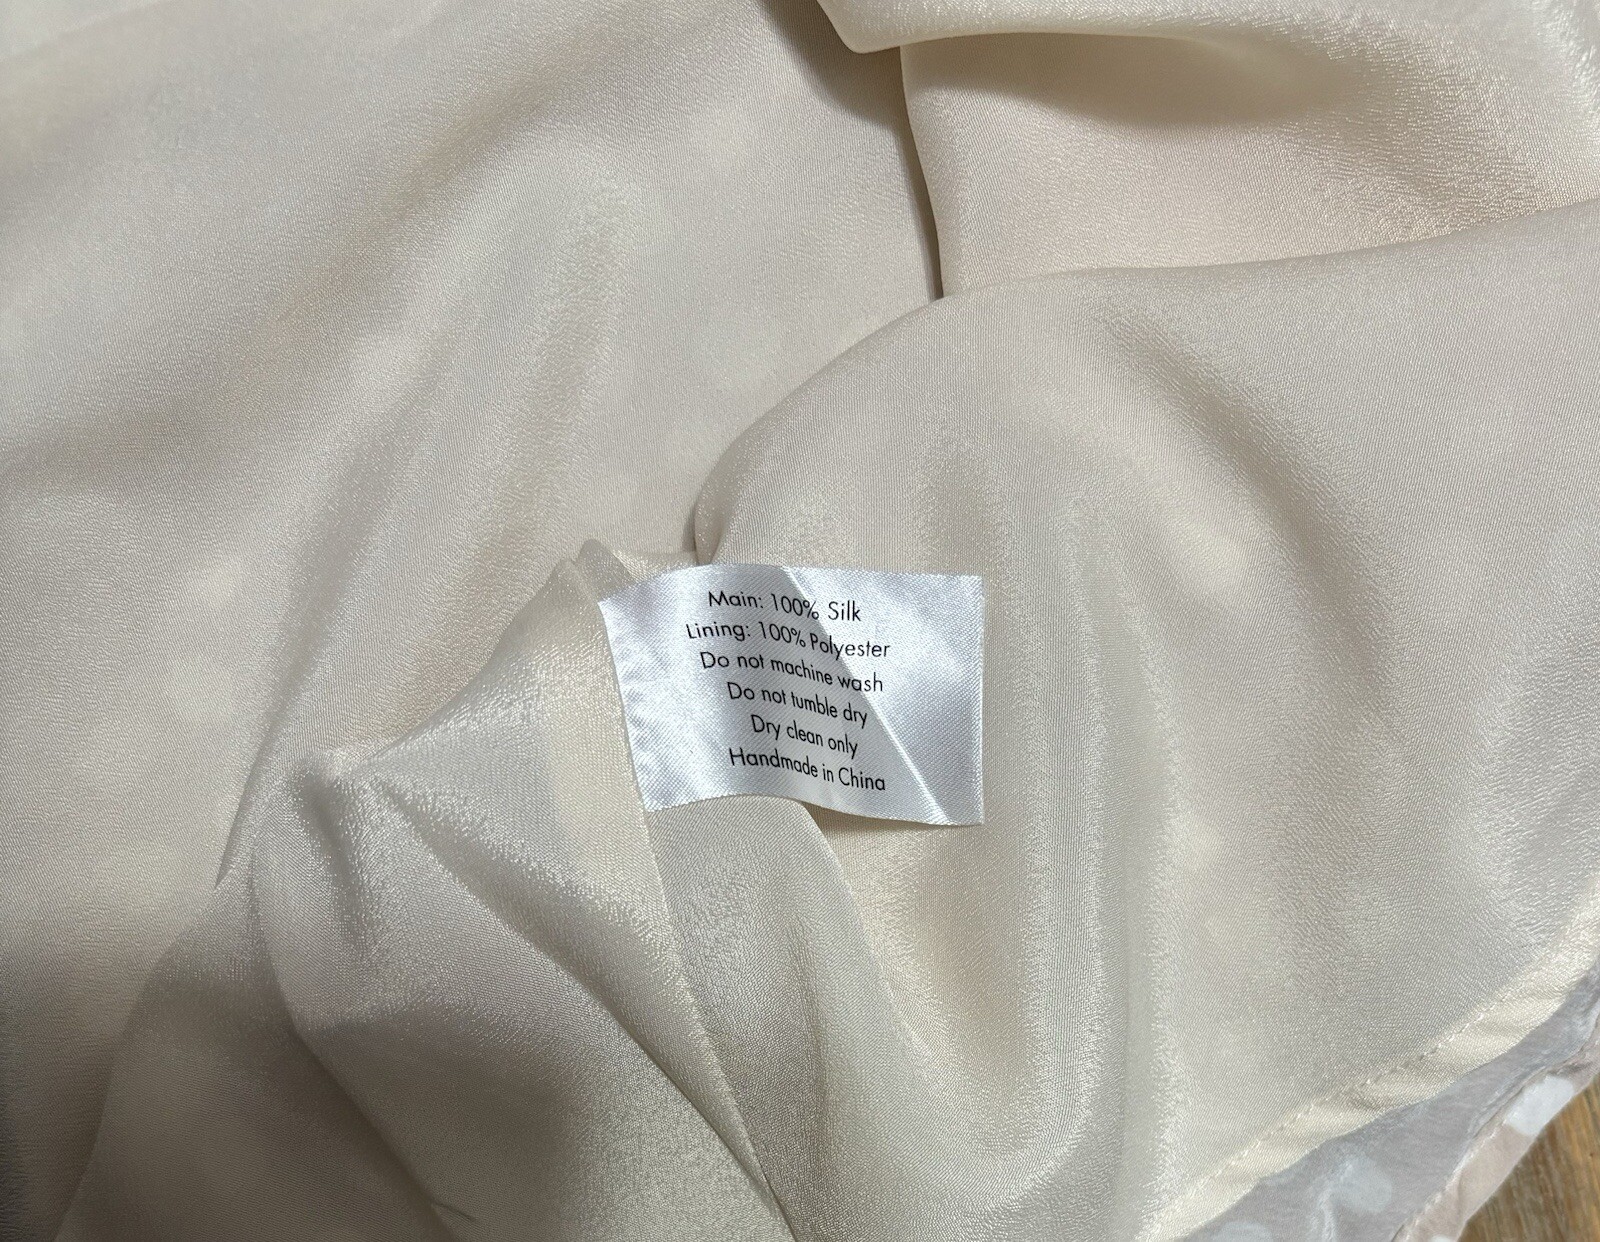 Main: 100% Silk
Lining: 100% Polyester
Do not machine wash
Do not tumble dry
Dry clean only
Handmade in China